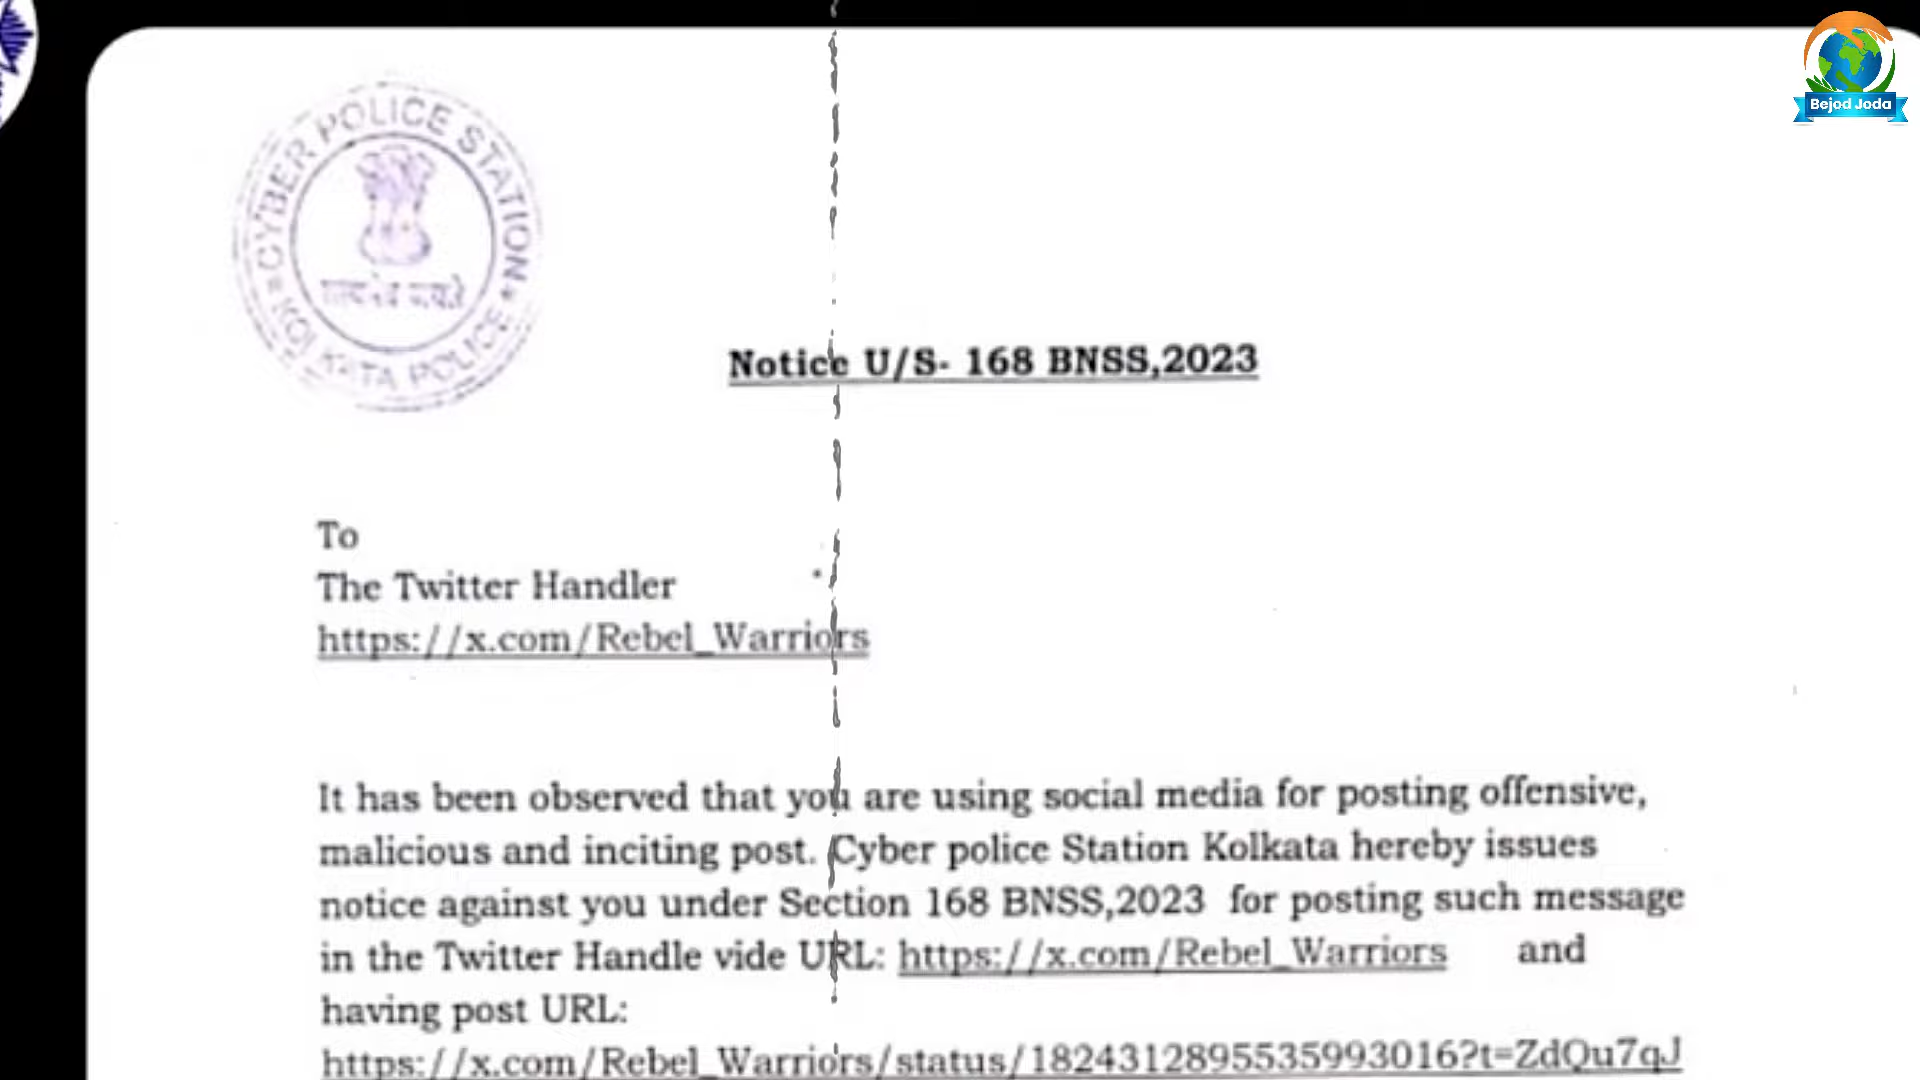 Bejod Joda
CYBER POLICE STATION
KOLKATA POLICE
सत्यमेव जयते
Notice U/S- 168 BNSS,2023
To
The Twitter Handler
https://x.com/Rebel_Warriors
It has been observed that you are using social media for posting offensive,
malicious and inciting post. Cyber police Station Kolkata hereby issues
notice against you under Section 168 BNSS,2023 for posting such message
in the Twitter Handle vide URL: https://x.com/Rebel_Warriors and
having post URL:
https://x.com/Rebel_Warriors/status/1824312895535993016?t=ZdQu7qJ